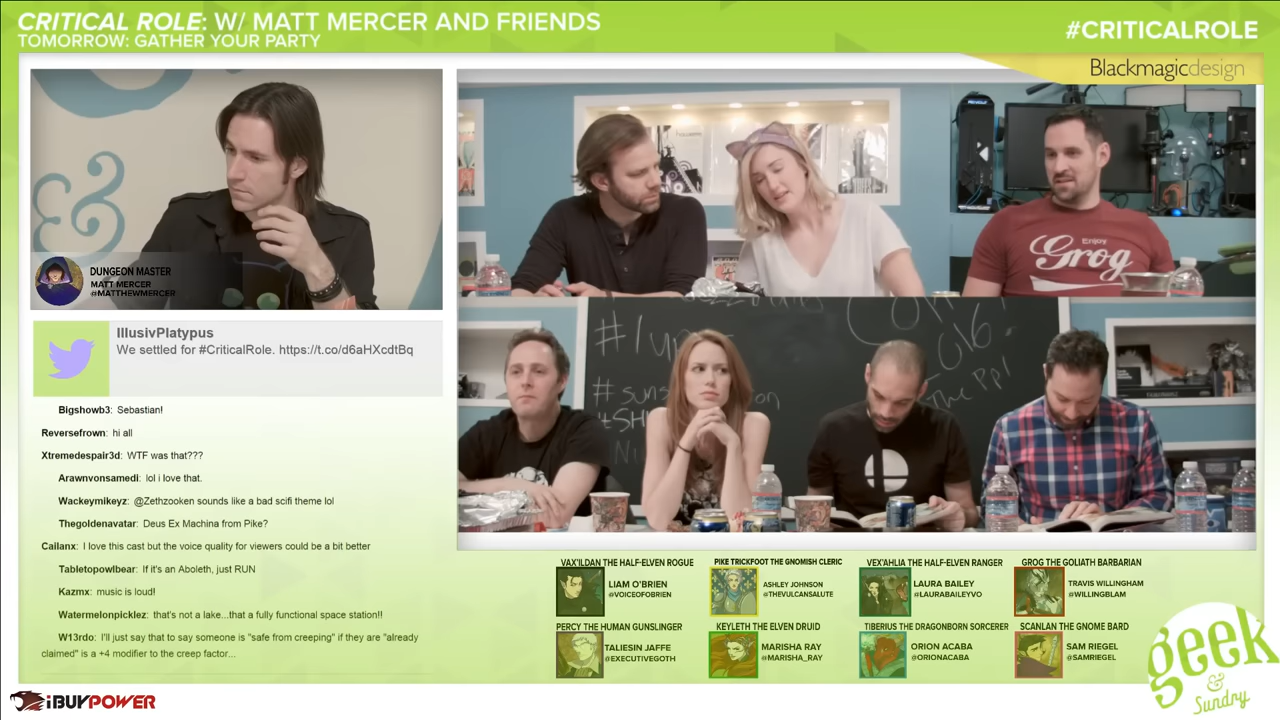 CRITICAL ROLE: W/ MATT MERCER AND FRIENDS
TOMORROW: GATHER YOUR PARTY
#CRITICALROLE
Blackmagicdesign
DUNGEON MASTER
MATT MERCER
@MATTHEWMERCER
Enjoy
Grog
IllusivPlatypus
We settled for #CriticalRole. https://t.co/d6aHXcdtBq
Bigshowb3: Sebastian!
Reversefrown: hi all
Xtremedespair3d: WTF was that???
Arawnvonsamedi: lol i love that.
Wackeymikeyz: @Zethzooken sounds like a bad scifi theme lol
Thegoldenavatar: Deus Ex Machina from Pike?
Cailanx: I love this cast but the voice quality for viewers could be a bit better
Tabletopowlbear: If it's an Aboleth, just RUN
Kazmx: music is loud!
Watermelonpicklez: that's not a lake...that a fully functional space station!!
W13rdo: I'll just say that to say someone is "safe from creeping" if they are "already
claimed" is a +4 modifier to the creep factor...
VAX'ILDAN THE HALF-ELVEN ROGUE
LIAM O'BRIEN
@VOICEOFOBRIEN
PIKE TRICKFOOT THE GNOMISH CLERIC
ASHLEY JOHNSON
@THEVULCANSALUTE
VEX'AHLIA THE HALF-ELVEN RANGER
LAURA BAILEY
@LAURABAILEYVO
GROG THE GOLIATH BARBARIAN
TRAVIS WILLINGHAM
@WILLINGBLAM
PERCY THE HUMAN GUNSLINGER
TALIESIN JAFFE
@EXECUTIVEGOTH
KEYLETH THE ELVEN DRUID
MARISHA RAY
@MARISHA_RAY
TIBERIUS THE DRAGONBORN SORCERER
ORION ACABA
@ORIONACABA
SCANLAN THE GNOME BARD
SAM RIEGEL
@SAMRIEGEL
geek
&
Sundry
iBUYPOWER